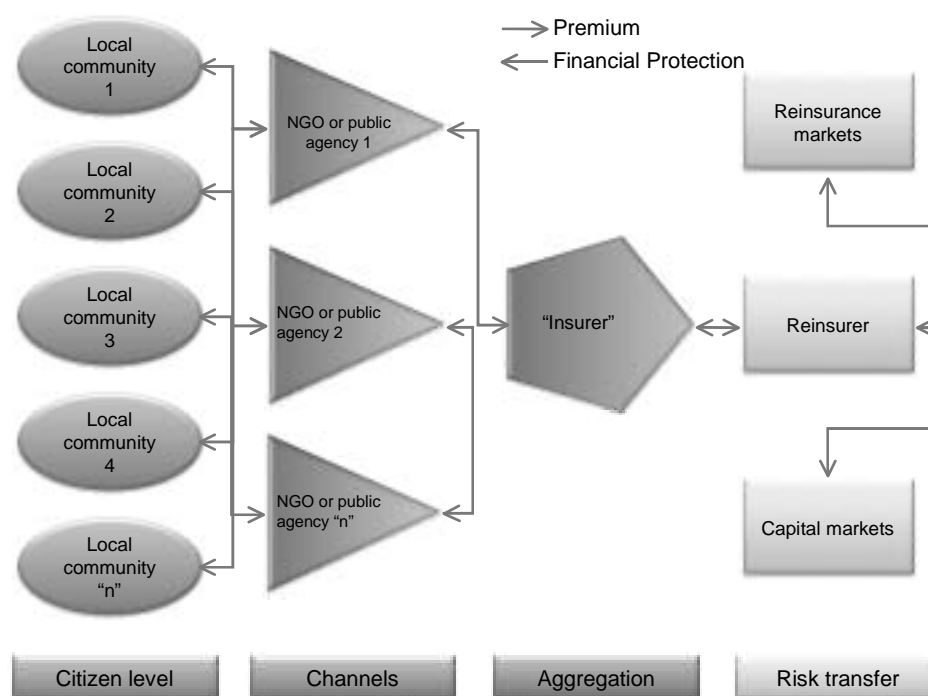 Premium
Financial Protection
Local
community
1
Local
community
2
Local
community
3
Local
community
4
Local
community
“n”
NGO or public
agency 1
NGO or public
agency 2
NGO or public
agency “n”
“Insurer”
Reinsurance
markets
Reinsurer
Capital markets
Citizen level
Channels
Aggregation
Risk transfer